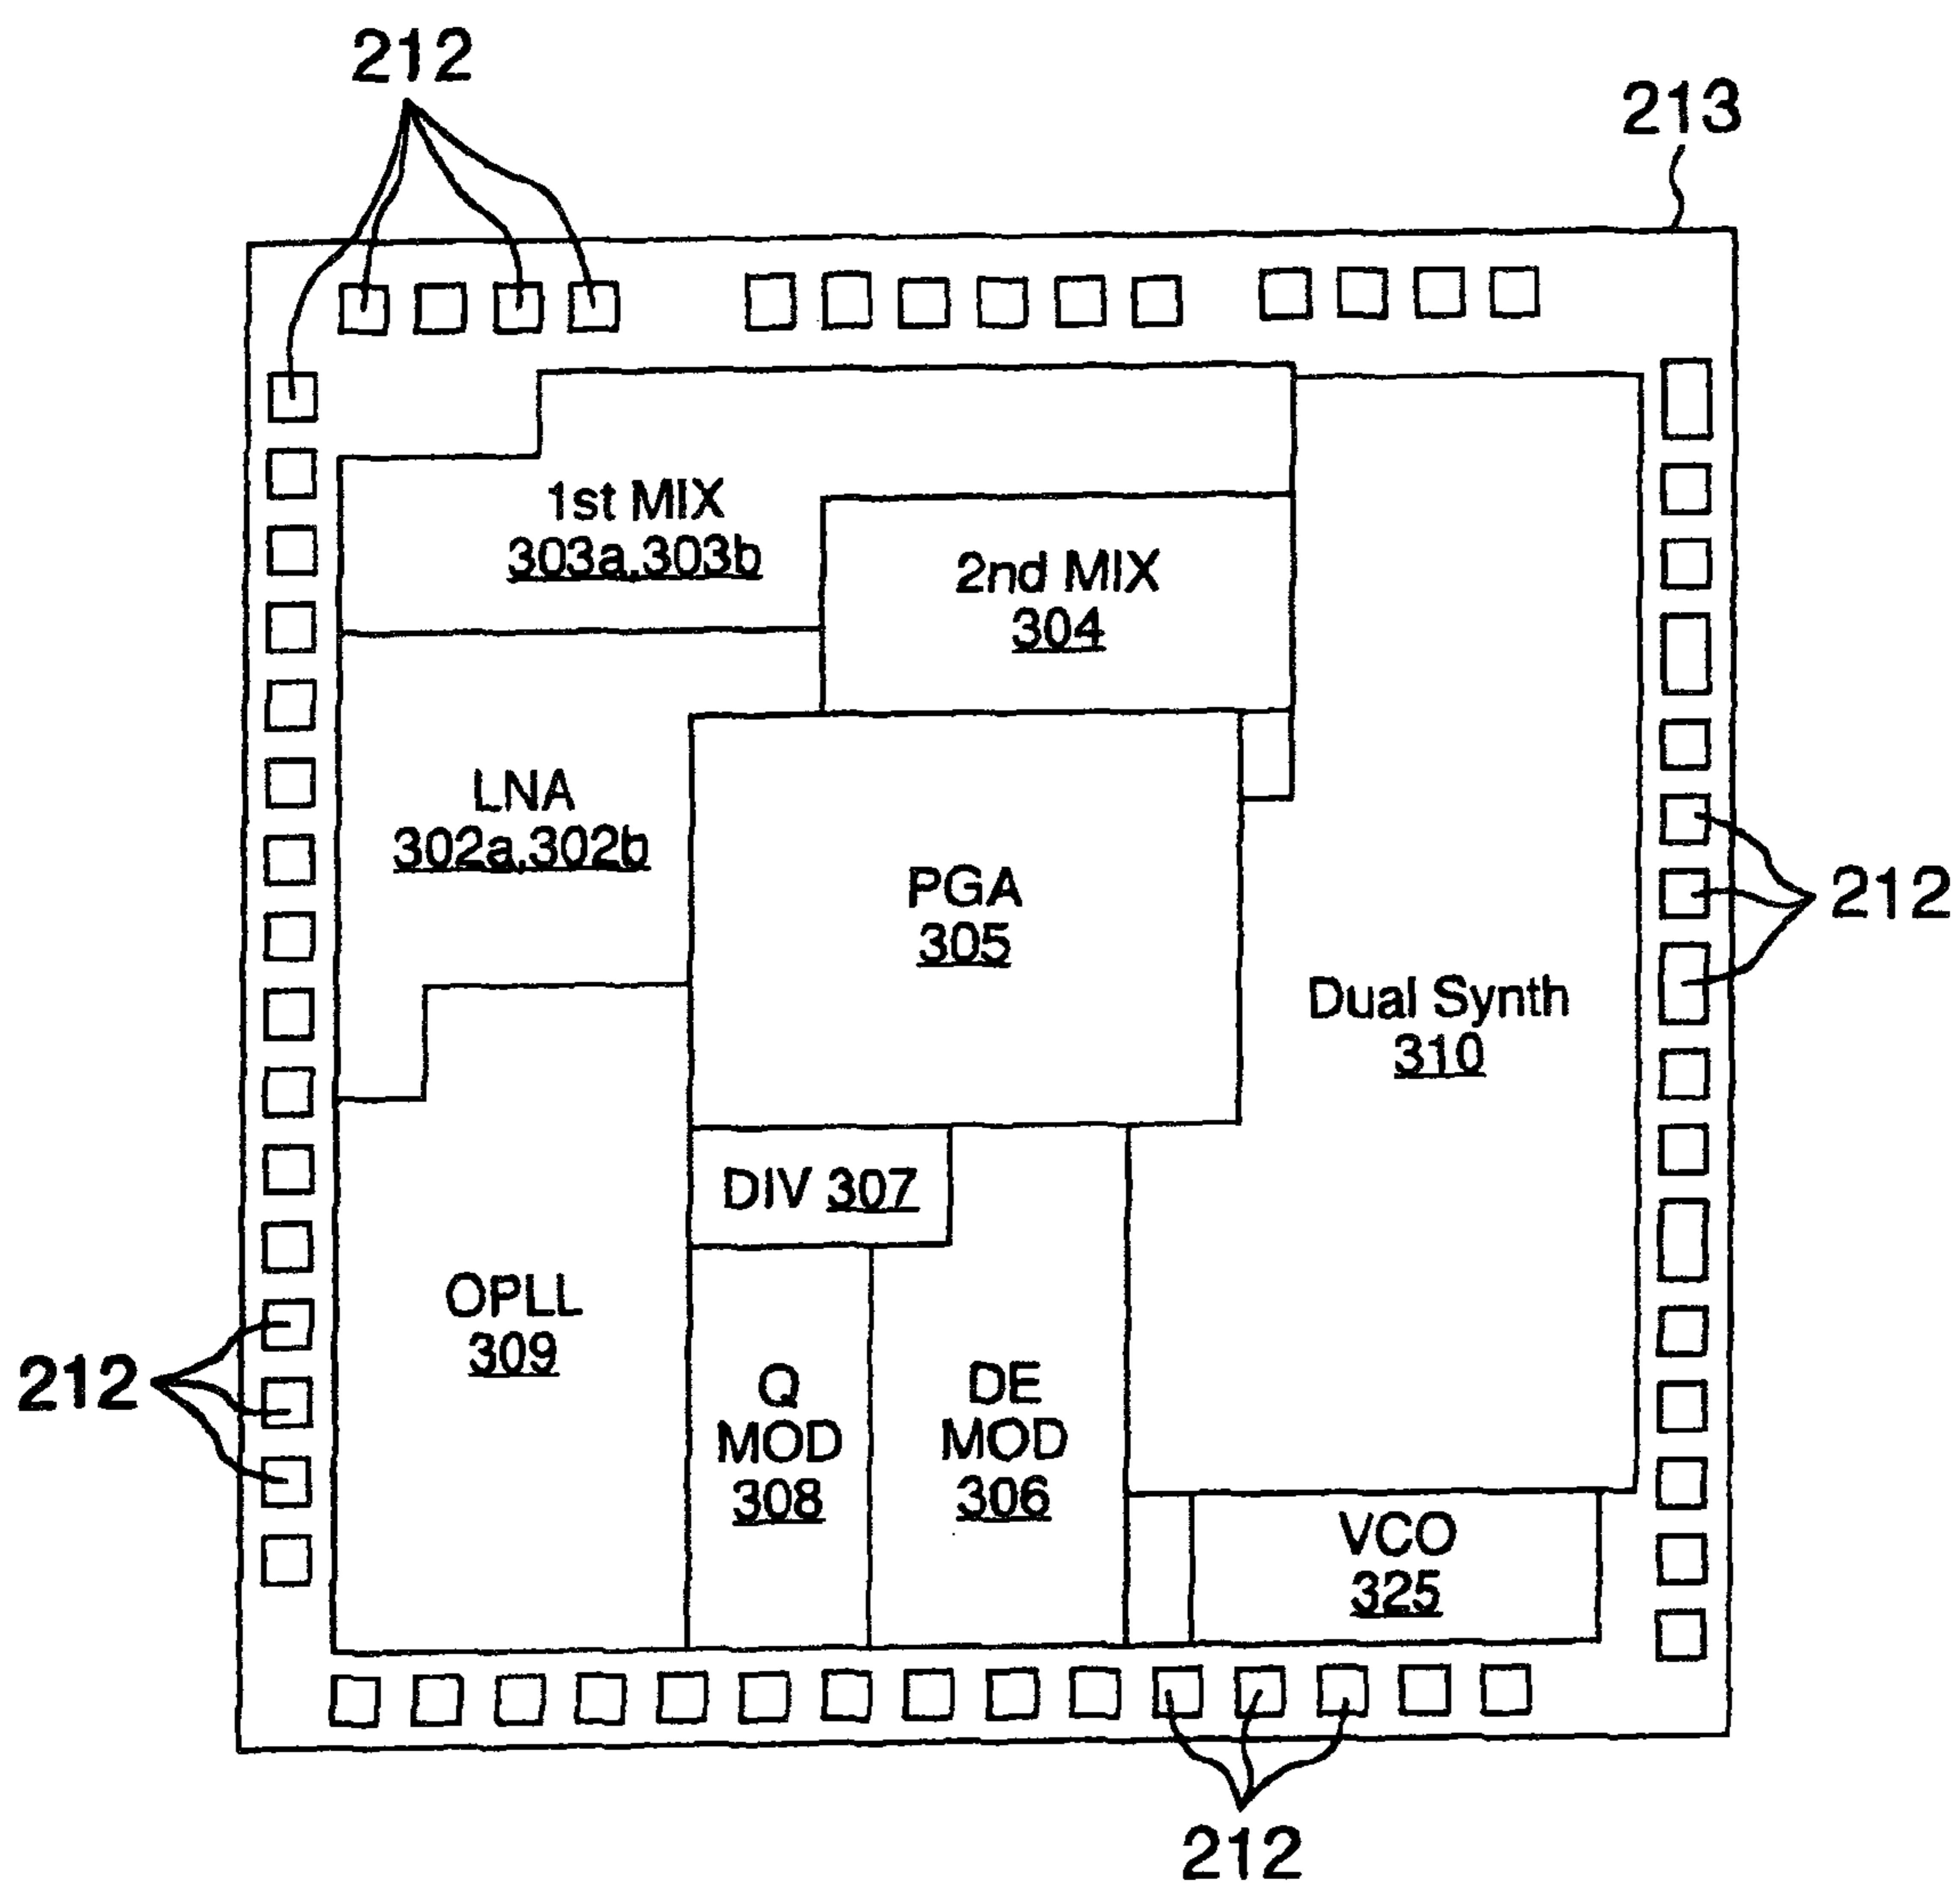 212
213
1st MIX
303a,303b
2nd MIX
304
LNA
302a,302b
PGA
305
212
Dual Synth
310
DIV 307
OPLL
309
212
Q
MOD
308
DE
MOD
306
VCO
325
212